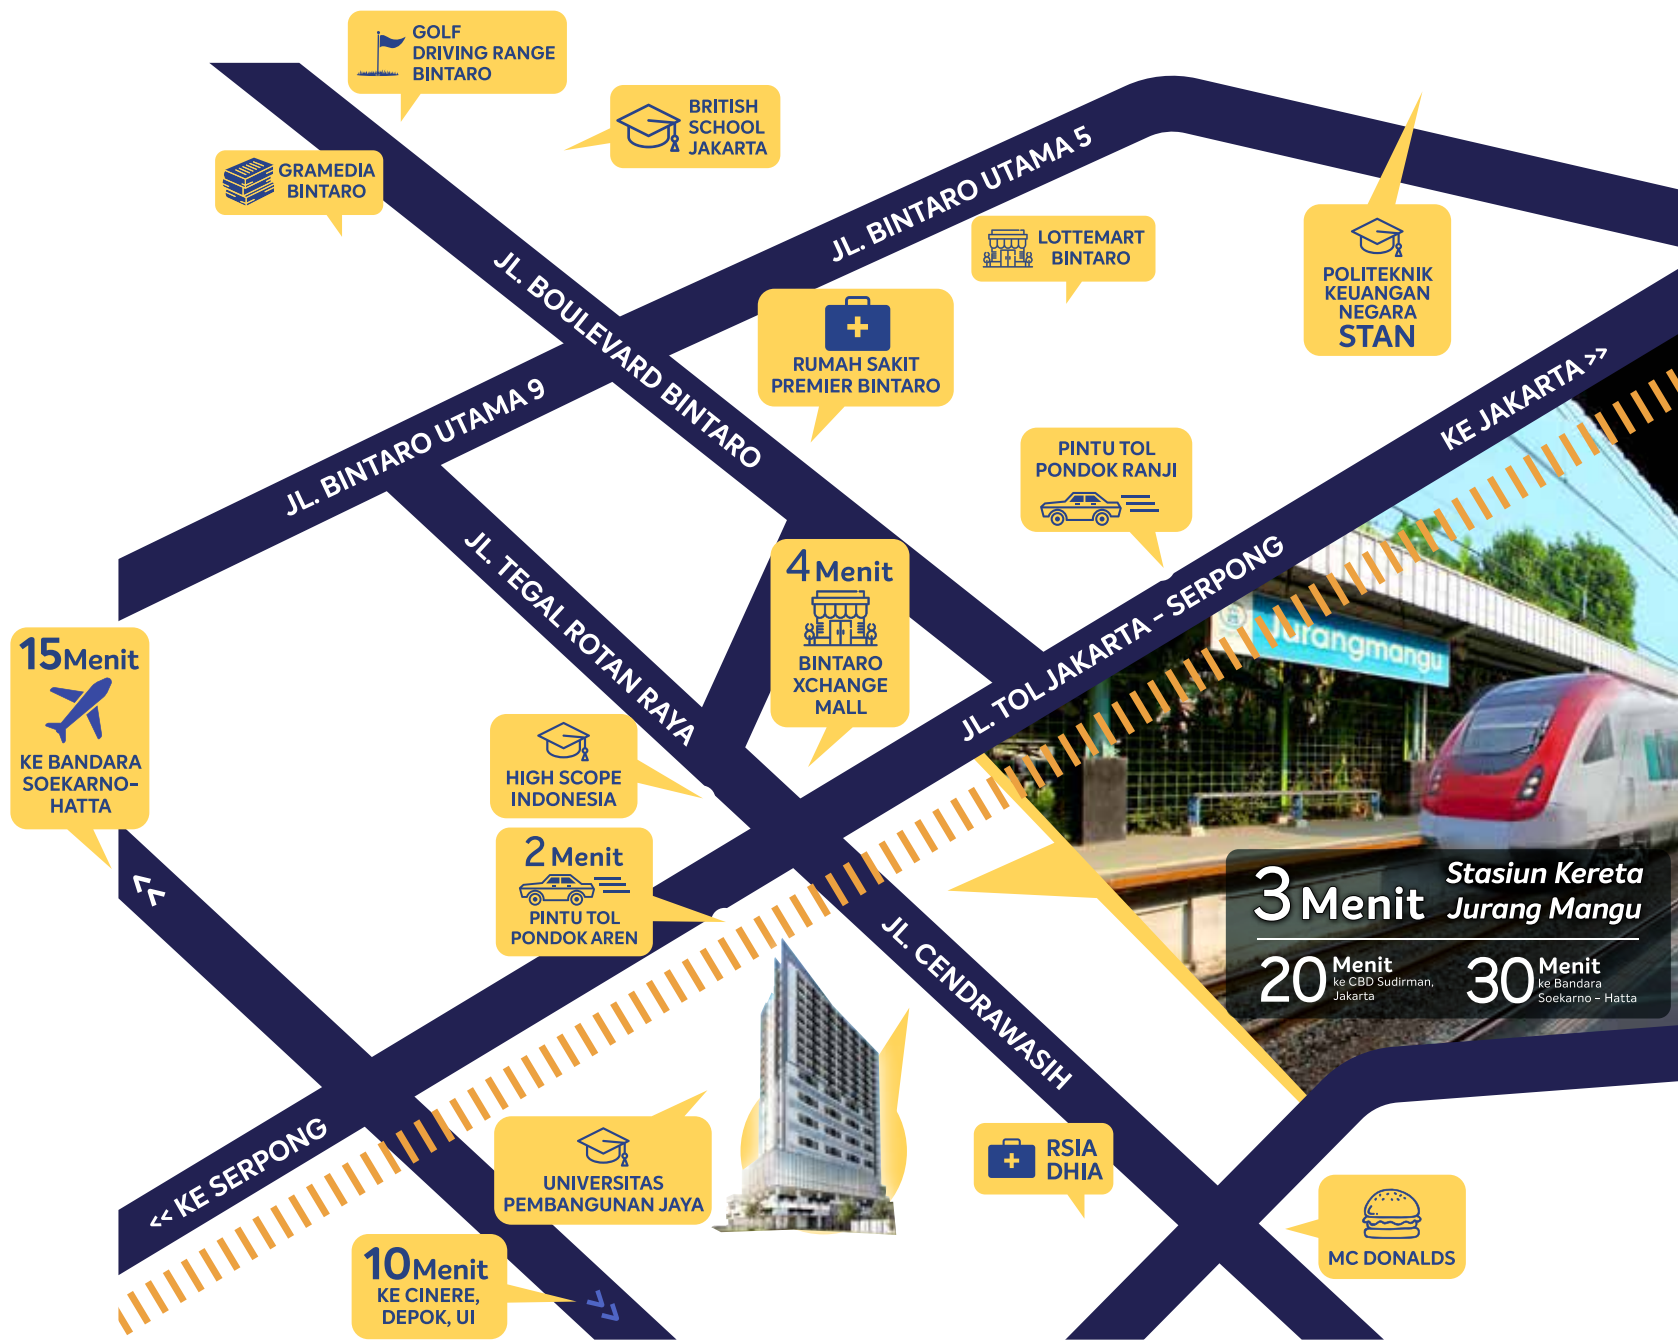 GOLF
DRIVING RANGE
BINTARO
BRITISH
SCHOOL
JAKARTA
GRAMEDIA
BINTARO
JL. BINTARO UTAMA 5
LOTTEMART
BINTARO
POLITEKNIK
KEUANGAN
NEGARA
STAN
JL. BOULEVARD BINTARO
RUMAH SAKIT
PREMIER BINTARO
JL. BINTARO UTAMA 9
KE JAKARTA >>
PINTU TOL
PONDOK RANJI
JL. TEGAL ROTAN RAYA
4 Menit
BINTARO
XCHANGE
MALL
JL. TOL JAKARTA - SERPONG
Jurangmangu
15 Menit
KE BANDARA
SOEKARNO-
HATTA
HIGH SCOPE
INDONESIA
2 Menit
PINTU TOL
PONDOK AREN
3 Menit
Stasiun Kereta
Jurang Mangu
20 Menit
ke CBD Sudirman,
Jakarta
30 Menit
ke Bandara
Soekarno - Hatta
JL. CENDRAWASIH
<< KE SERPONG
UNIVERSITAS
PEMBANGUNAN JAYA
RSIA
DHIA
MC DONALDS
10 Menit
KE CINERE,
DEPOK, UI